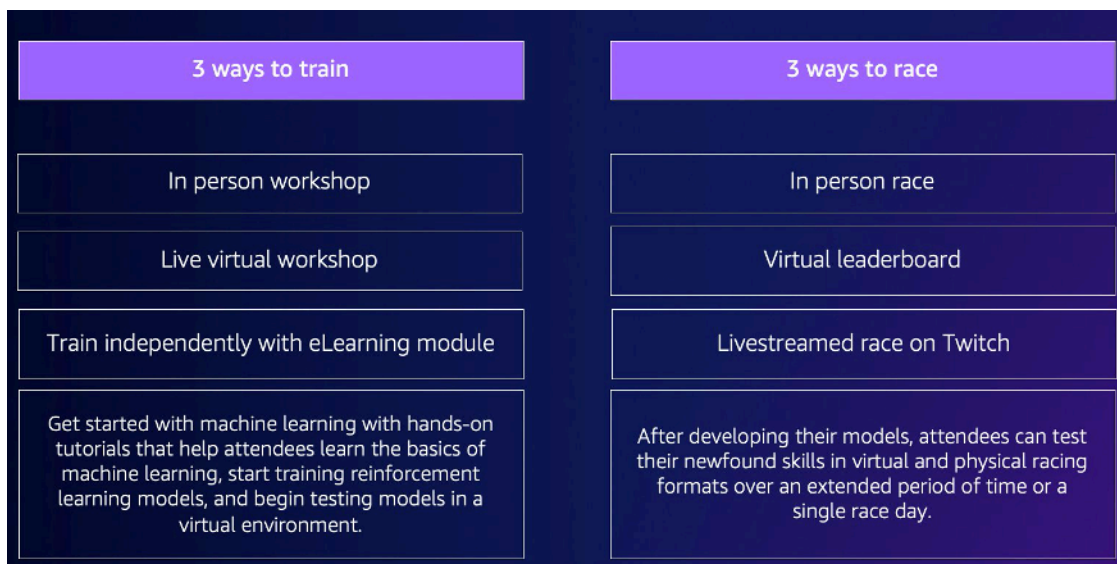 3 ways to train
In person workshop
Live virtual workshop
Train independently with eLearning module
Get started with machine learning with hands-on
tutorials that help attendees learn the basics of
machine learning, start training reinforcement
learning models, and begin testing models in a
virtual environment.
3 ways to race
In person race
Virtual leaderboard
Livestreamed race on Twitch
After developing their models, attendees can test
their newfound skills in virtual and physical racing
formats over an extended period of time or a
single race day.